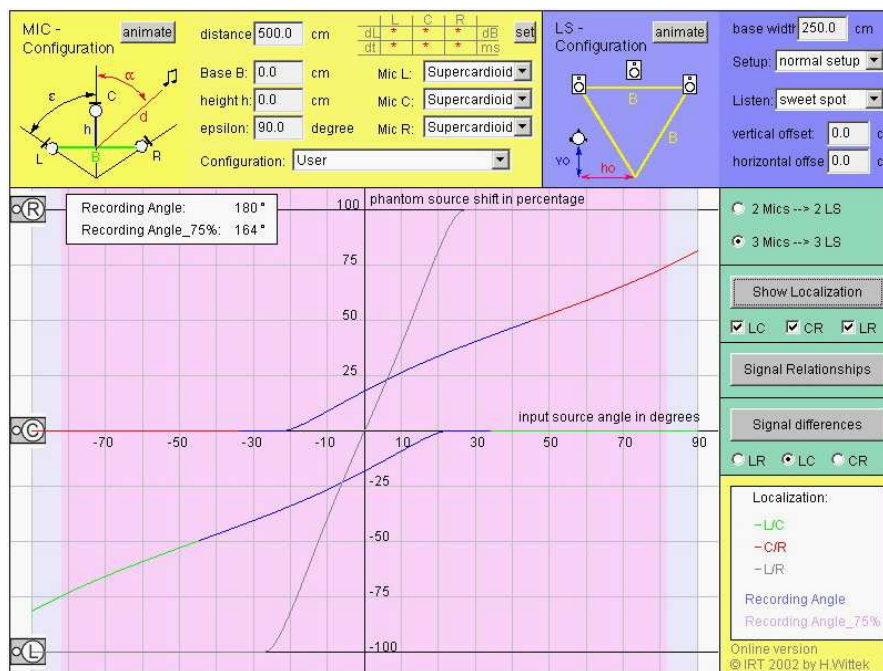 MIC -
Configuration
animate
distance 500.0 cm
L C R
dL * * * dB
dt * * * ms
set
Base B: 0.0 cm
height h: 0.0 cm
epsilon: 90.0 degree
Mic L: Supercardioid
Mic C: Supercardioid
Mic R: Supercardioid
Configuration: User
ε α C d h L B R
LS -
Configuration
animate
B
B
vo
ho
base width 250.0 cm
Setup: normal setup
Listen: sweet spot
vertical offset: 0.0 c
horizontal offse 0.0 c
R
Recording Angle: 180°
Recording Angle_75%: 164°
100 phantom source shift in percentage
75
50
25
input source angle in degrees
C
-70 -50 -30 -10 10 30 50 70 90
-25
-50
-75
-100
L
2 Mics --> 2 LS
3 Mics --> 3 LS
Show Localization
LC CR LR
Signal Relationships
Signal differences
LR LC CR
Localization:
-L/C
-C/R
-L/R
Recording Angle
Recording Angle_75%
Online version
© IRT 2002 by H.Wittek